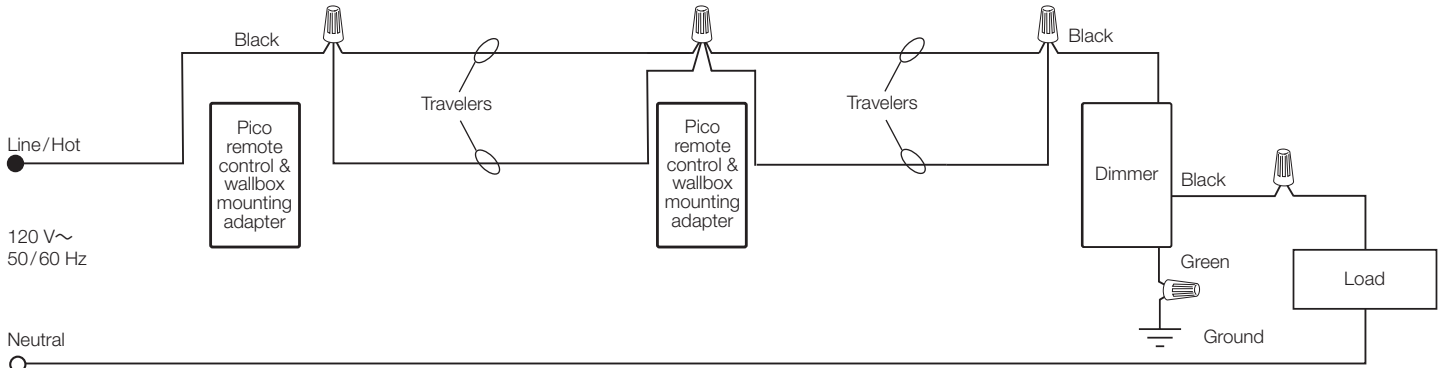 Black
Black
Travelers
Travelers
Line/Hot
Pico
remote
control &
wallbox
mounting
adapter
Pico
remote
control &
wallbox
mounting
adapter
Dimmer
Black
120 V~
50/60 Hz
Green
Load
Ground
Neutral